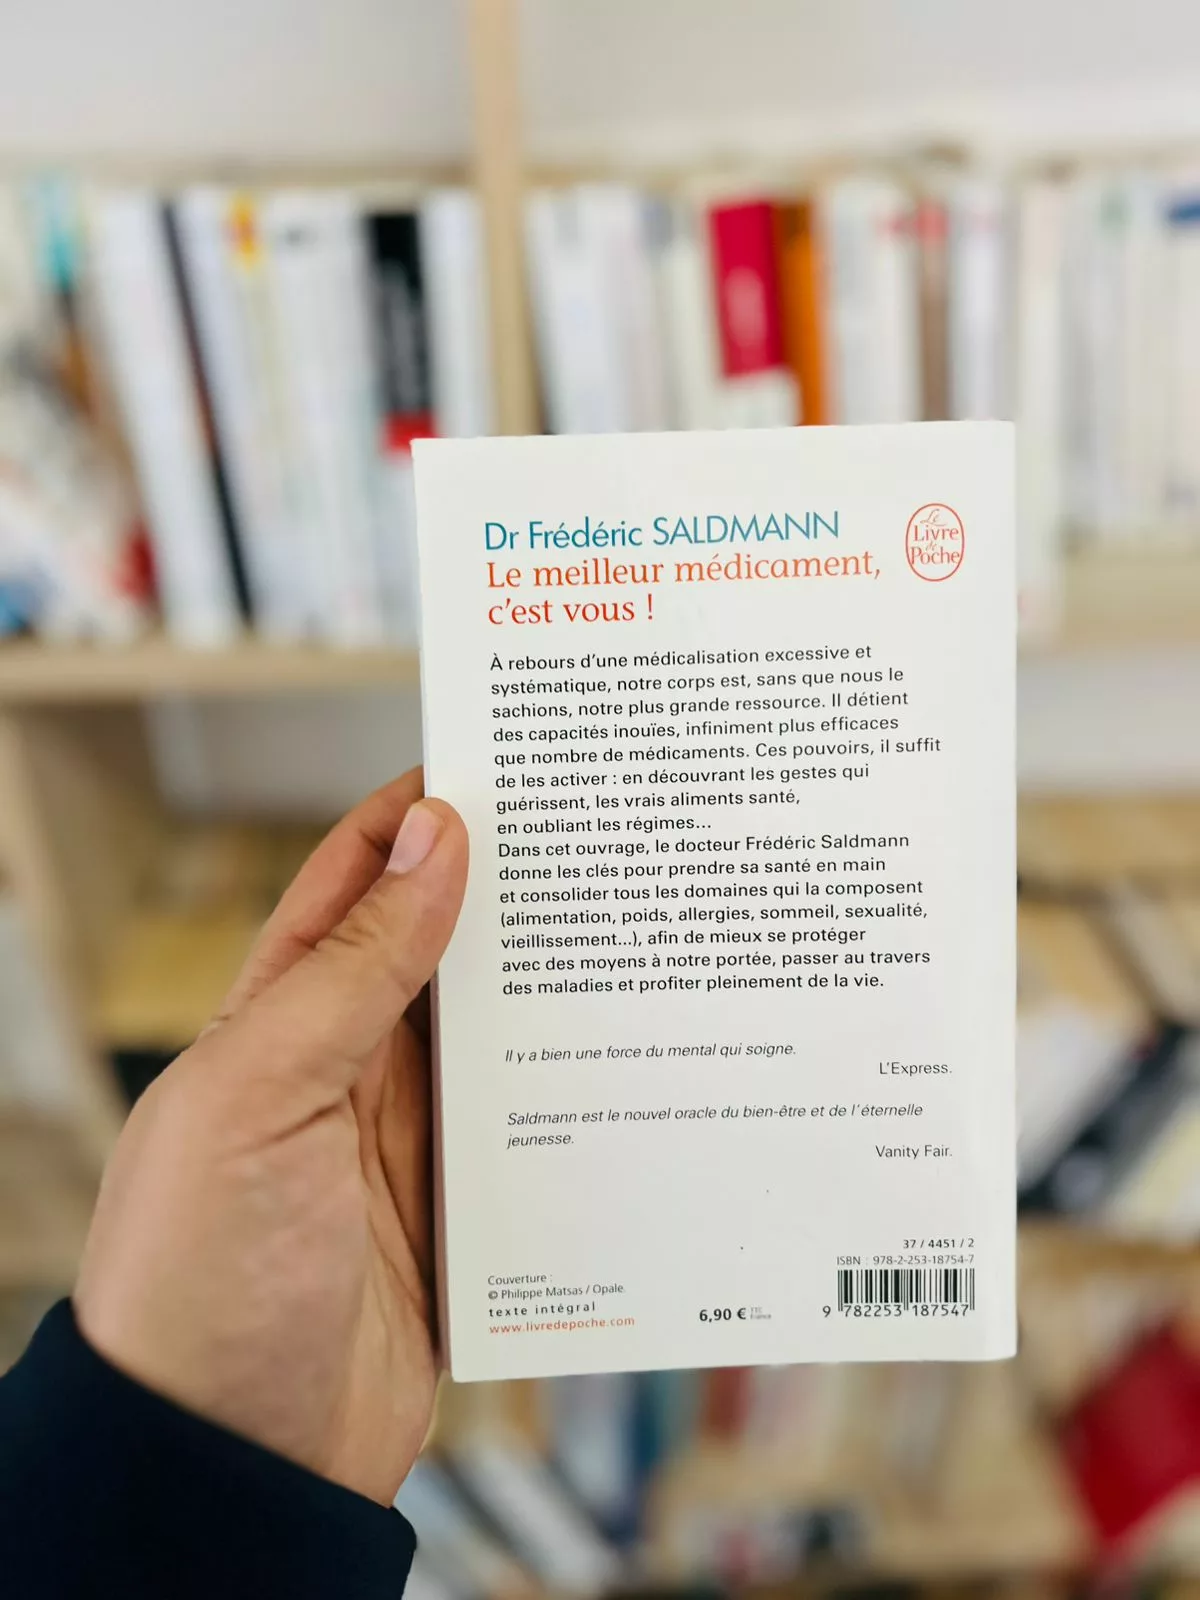 Dr Frédéric SALDMANN
Le meilleur médicament,
c'est vous !
Le
Livre
de
Poche
À rebours d'une médicalisation excessive et
systématique, notre corps est, sans que nous le
sachions, notre plus grande ressource. Il détient
des capacités inouïes, infiniment plus efficaces
que nombre de médicaments. Ces pouvoirs, il suffit
de les activer : en découvrant les gestes qui
guérissent, les vrais aliments santé,
en oubliant les régimes...
Dans cet ouvrage, le docteur Frédéric Saldmann
donne les clés pour prendre sa santé en main
et consolider tous les domaines qui la composent
(alimentation, poids, allergies, sommeil, sexualité,
vieillissement...), afin de mieux se protéger
avec des moyens à notre portée, passer au travers
des maladies et profiter pleinement de la vie.
Il y a bien une force du mental qui soigne.
L'Express.
Saldmann est le nouvel oracle du bien-être et de l'éternelle
jeunesse.
Vanity Fair.
Couverture :
© Philippe Matsas / Opale.
texte intégral
www.livredepoche.com
6,90 € TTC
France
37 / 4451 / 2
ISBN : 978-2-253-18754-7
9 782253 187547